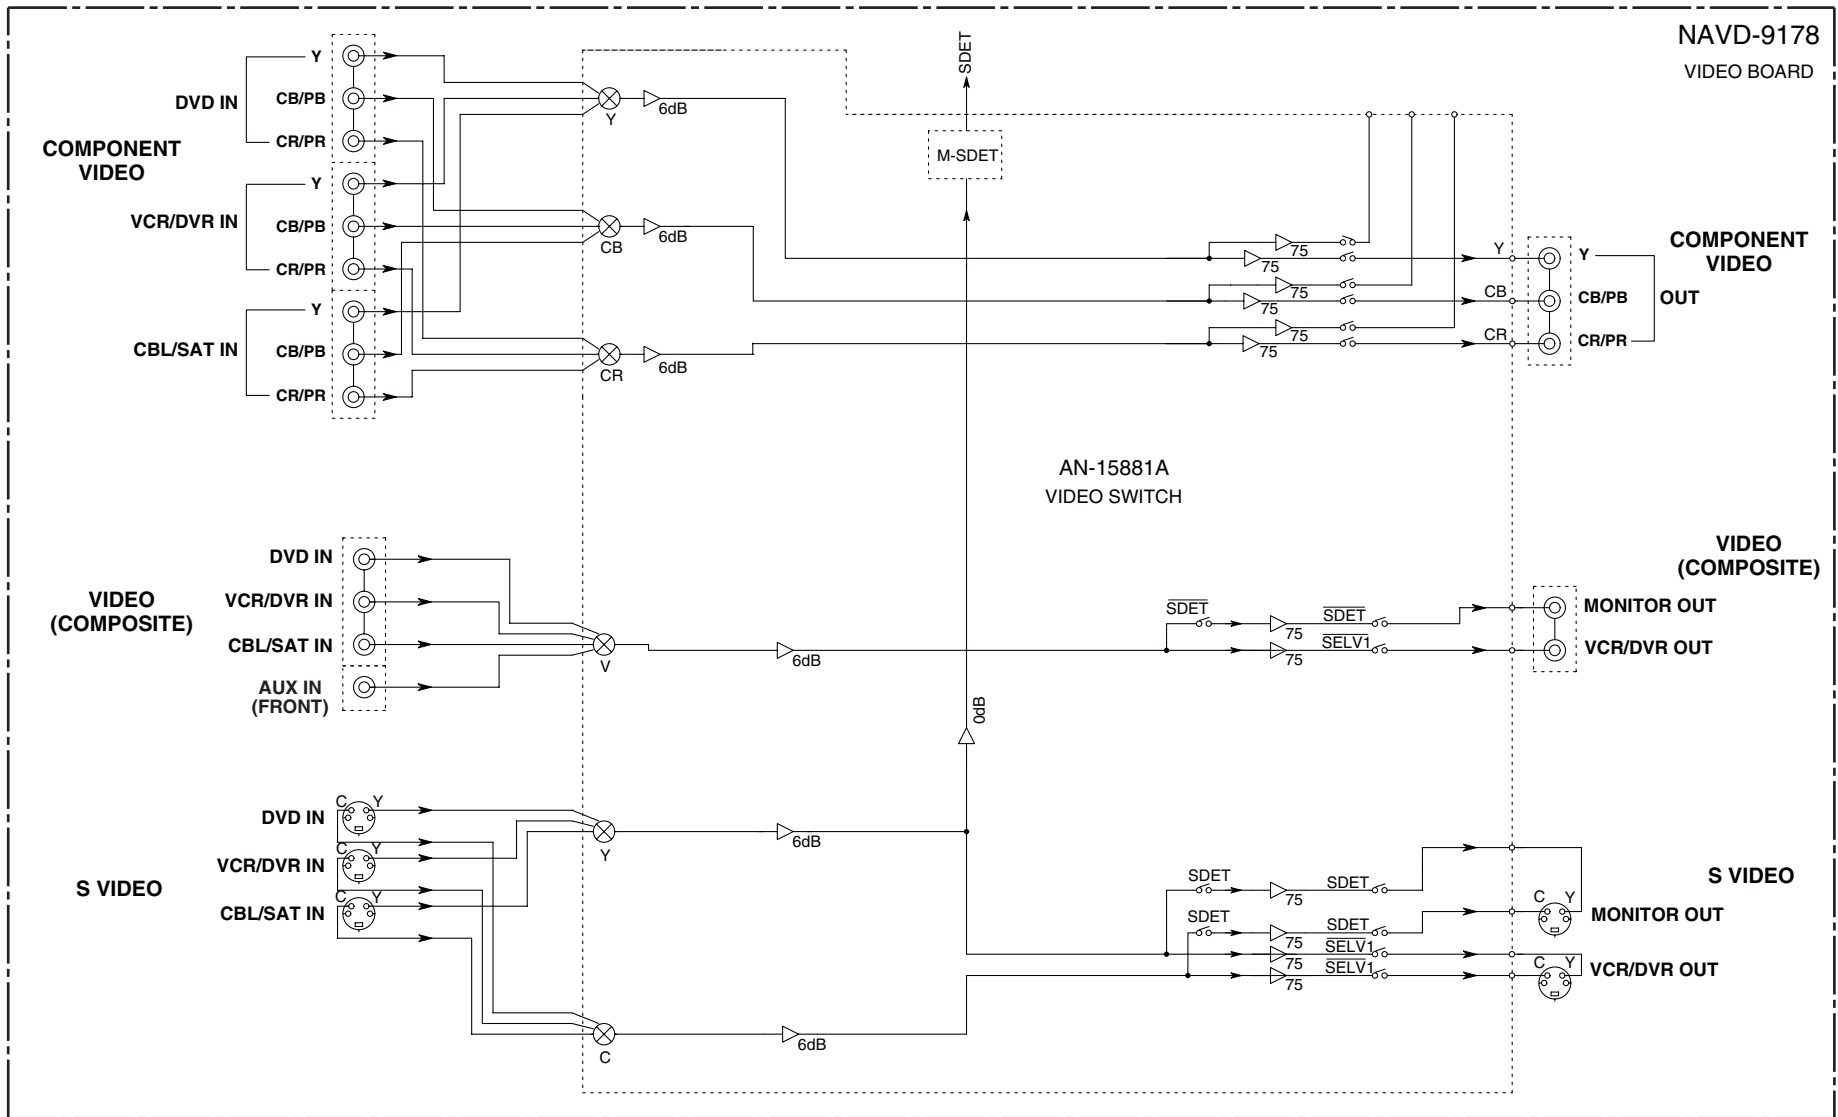 NAVD-9178
VIDEO BOARD
COMPONENT
VIDEO
DVD IN
Y
CB/PB
CR/PR
VCR/DVR IN
Y
CB/PB
CR/PR
CBL/SAT IN
Y
CB/PB
CR/PR
Y
6dB
CB
6dB
CR
6dB
SDET
M-SDET
75
75
75
75
75
75
Y
CB
CR
Y
CB/PB
CR/PR
OUT
COMPONENT
VIDEO
AN-15881A
VIDEO SWITCH
VIDEO
(COMPOSITE)
DVD IN
VCR/DVR IN
CBL/SAT IN
AUX IN
(FRONT)
V
6dB
SDET
75
SDET
75
SELV1
VIDEO
(COMPOSITE)
MONITOR OUT
VCR/DVR OUT
0dB
S VIDEO
DVD IN
C Y
VCR/DVR IN
C Y
CBL/SAT IN
C Y
Y
6dB
C
6dB
SDET
75
SDET
SDET
75
SDET
75
SELV1
75
SELV1
S VIDEO
C Y
MONITOR OUT
C Y
VCR/DVR OUT